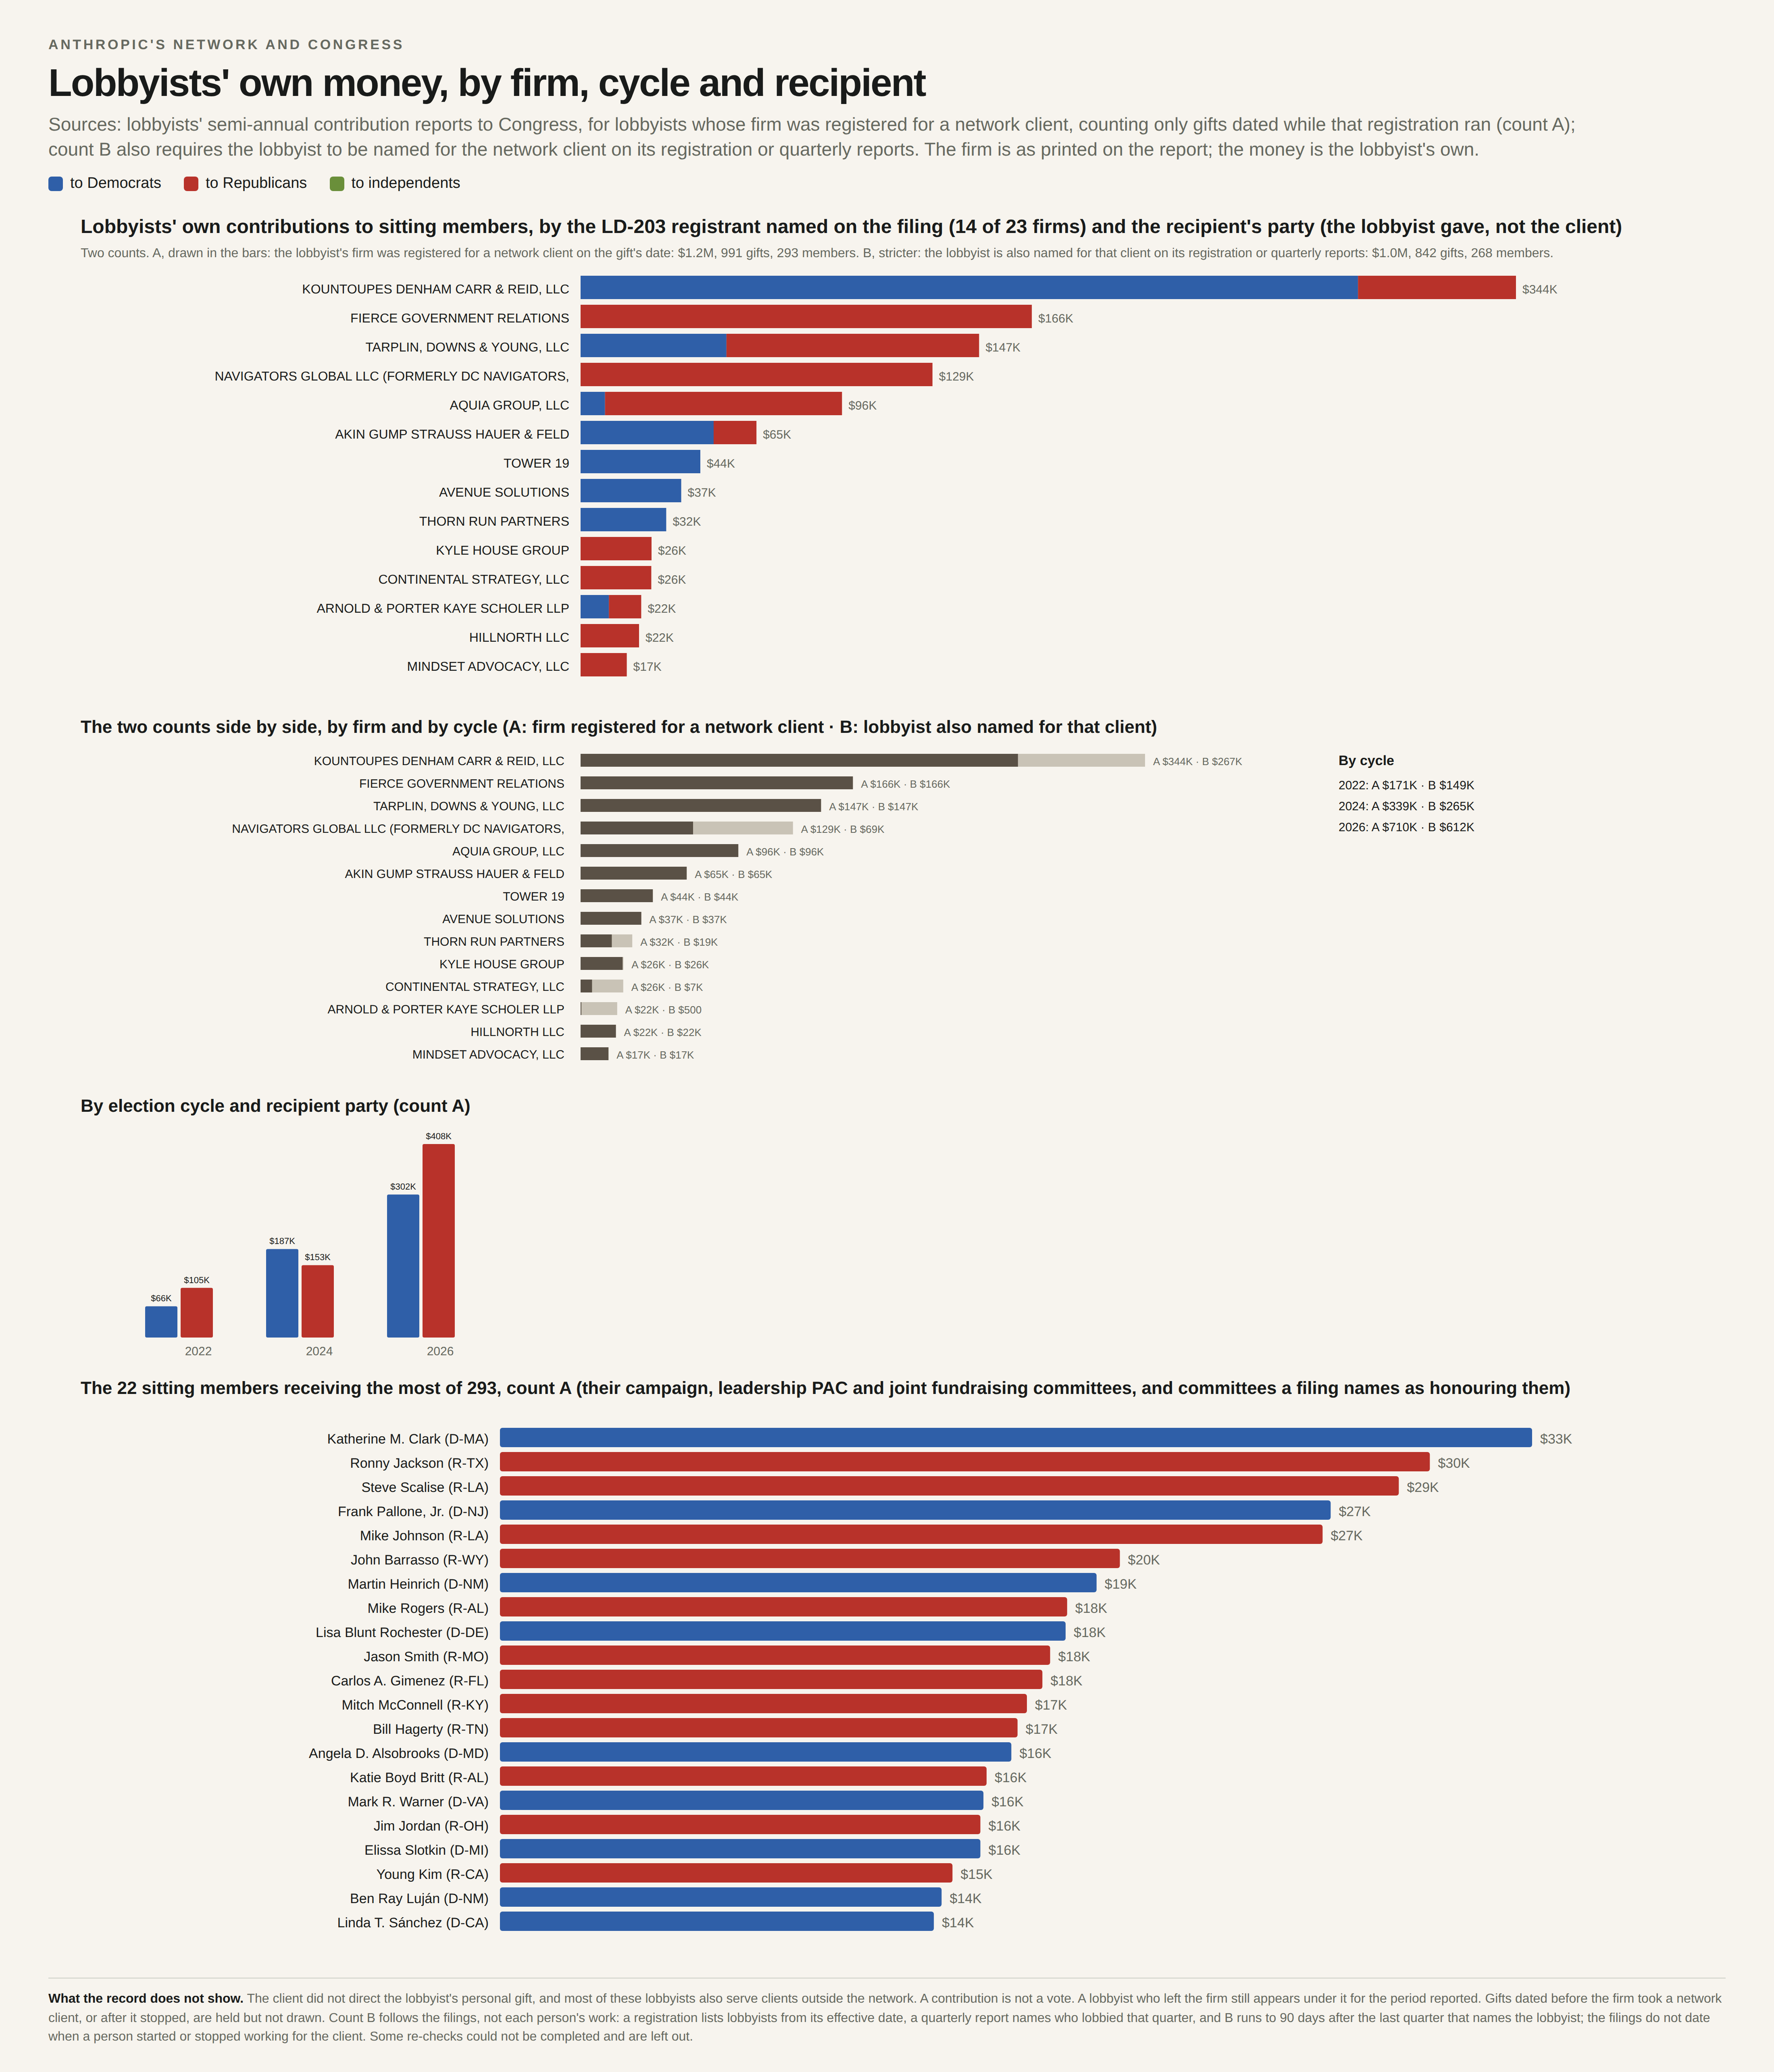 ANTHROPIC'S NETWORK AND CONGRESS
Lobbyists' own money, by firm, cycle and recipient
Sources: lobbyists' semi-annual contribution reports to Congress, for lobbyists whose firm was registered for a network client, counting only gifts dated while that registration ran (count A);
count B also requires the lobbyist to be named for the network client on its registration or quarterly reports. The firm is as printed on the report; the money is the lobbyist's own.
to Democrats to Republicans to independents
Lobbyists' own contributions to sitting members, by the LD-203 registrant named on the filing (14 of 23 firms) and the recipient's party (the lobbyist gave, not the client)
Two counts. A, drawn in the bars: the lobbyist's firm was registered for a network client on the gift's date: $1.2M, 991 gifts, 293 members. B, stricter: the lobbyist is also named for that client on its registration or quarterly reports: $1.0M, 842 gifts, 268 members.
KOUNTOUPES DENHAM CARR & REID, LLC $344K
FIERCE GOVERNMENT RELATIONS $166K
TARPLIN, DOWNS & YOUNG, LLC $147K
NAVIGATORS GLOBAL LLC (FORMERLY DC NAVIGATORS, $129K
AQUIA GROUP, LLC $96K
AKIN GUMP STRAUSS HAUER & FELD $65K
TOWER 19 $44K
AVENUE SOLUTIONS $37K
THORN RUN PARTNERS $32K
KYLE HOUSE GROUP $26K
CONTINENTAL STRATEGY, LLC $26K
ARNOLD & PORTER KAYE SCHOLER LLP $22K
HILLNORTH LLC $22K
MINDSET ADVOCACY, LLC $17K
The two counts side by side, by firm and by cycle (A: firm registered for a network client · B: lobbyist also named for that client)
KOUNTOUPES DENHAM CARR & REID, LLC A $344K · B $267K
FIERCE GOVERNMENT RELATIONS A $166K · B $166K
TARPLIN, DOWNS & YOUNG, LLC A $147K · B $147K
NAVIGATORS GLOBAL LLC (FORMERLY DC NAVIGATORS, A $129K · B $69K
AQUIA GROUP, LLC A $96K · B $96K
AKIN GUMP STRAUSS HAUER & FELD A $65K · B $65K
TOWER 19 A $44K · B $44K
AVENUE SOLUTIONS A $37K · B $37K
THORN RUN PARTNERS A $32K · B $19K
KYLE HOUSE GROUP A $26K · B $26K
CONTINENTAL STRATEGY, LLC A $26K · B $7K
ARNOLD & PORTER KAYE SCHOLER LLP A $22K · B $500
HILLNORTH LLC A $22K · B $22K
MINDSET ADVOCACY, LLC A $17K · B $17K
By cycle
2022: A $171K · B $149K
2024: A $339K · B $265K
2026: A $710K · B $612K
By election cycle and recipient party (count A)
$66K $105K $187K $153K $302K $408K
2022 2024 2026
The 22 sitting members receiving the most of 293, count A (their campaign, leadership PAC and joint fundraising committees, and committees a filing names as honouring them)
Katherine M. Clark (D-MA) $33K
Ronny Jackson (R-TX) $30K
Steve Scalise (R-LA) $29K
Frank Pallone, Jr. (D-NJ) $27K
Mike Johnson (R-LA) $27K
John Barrasso (R-WY) $20K
Martin Heinrich (D-NM) $19K
Mike Rogers (R-AL) $18K
Lisa Blunt Rochester (D-DE) $18K
Jason Smith (R-MO) $18K
Carlos A. Gimenez (R-FL) $18K
Mitch McConnell (R-KY) $17K
Bill Hagerty (R-TN) $17K
Angela D. Alsobrooks (D-MD) $16K
Katie Boyd Britt (R-AL) $16K
Mark R. Warner (D-VA) $16K
Jim Jordan (R-OH) $16K
Elissa Slotkin (D-MI) $16K
Young Kim (R-CA) $15K
Ben Ray Luján (D-NM) $14K
Linda T. Sánchez (D-CA) $14K
What the record does not show. The client did not direct the lobbyist's personal gift, and most of these lobbyists also serve clients outside the network. A contribution is not a vote. A lobbyist who left the firm still appears under it for the period reported. Gifts dated before the firm took a network
client, or after it stopped, are held but not drawn. Count B follows the filings, not each person's work: a registration lists lobbyists from its effective date, a quarterly report names who lobbied that quarter, and B runs to 90 days after the last quarter that names the lobbyist; the filings do not date
when a person started or stopped working for the client. Some re-checks could not be completed and are left out.